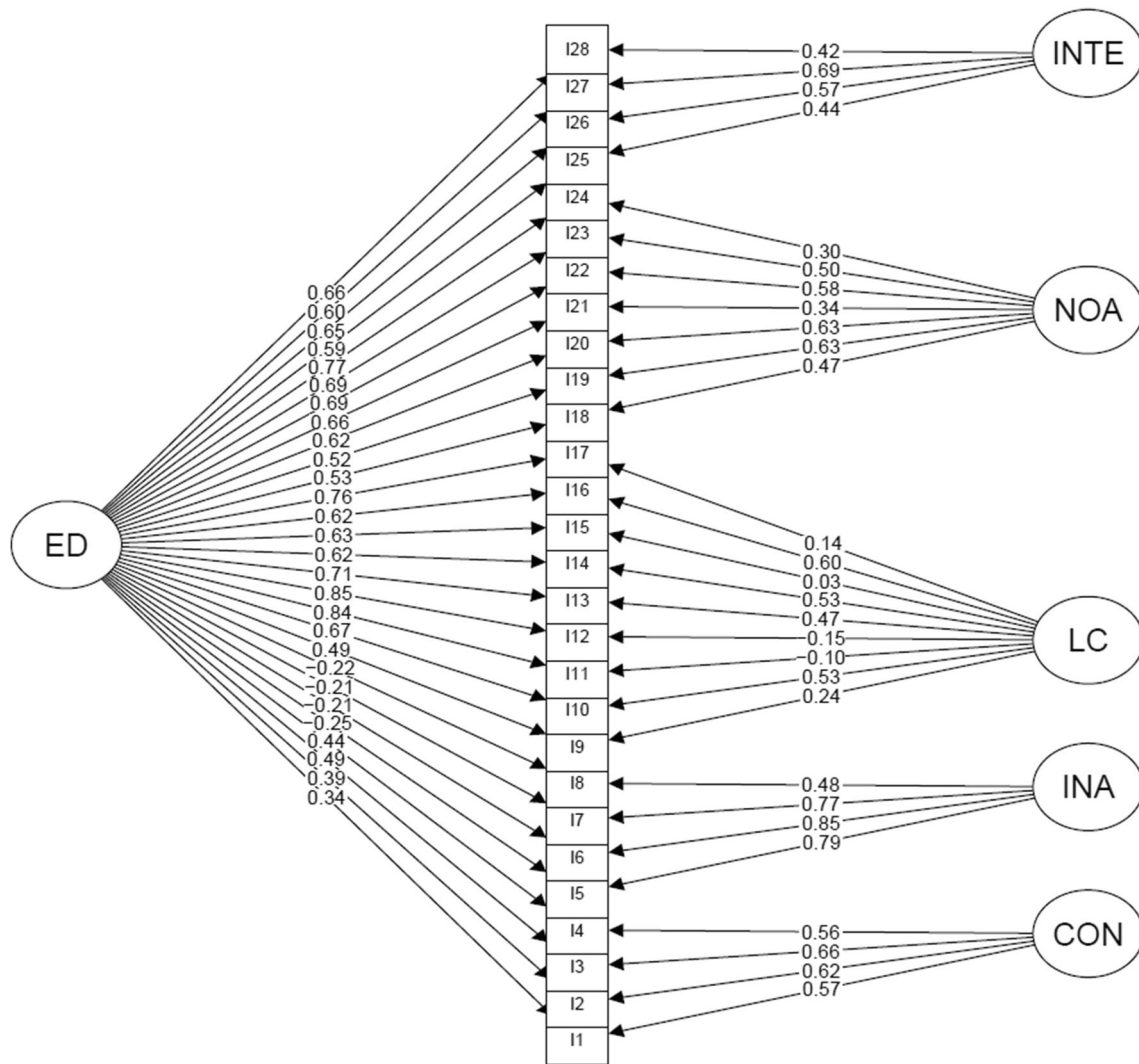 ED
0.66
0.60
0.65
0.59
0.77
0.69
0.69
0.66
0.62
0.52
0.53
0.76
0.62
0.63
0.62
0.71
0.85
0.84
0.67
0.49
−0.22
−0.21
−0.21
−0.25
0.44
0.49
0.39
0.34
I28
I27
I26
I25
I24
I23
I22
I21
I20
I19
I18
I17
I16
I15
I14
I13
I12
I11
I10
I9
I8
I7
I6
I5
I4
I3
I2
I1
0.42
0.69
0.57
0.44
INTE
0.30
0.50
0.58
0.34
0.63
0.63
0.47
NOA
0.14
0.60
0.03
0.53
0.47
0.15
−0.10
0.53
0.24
LC
0.48
0.77
0.85
0.79
INA
0.56
0.66
0.62
0.57
CON